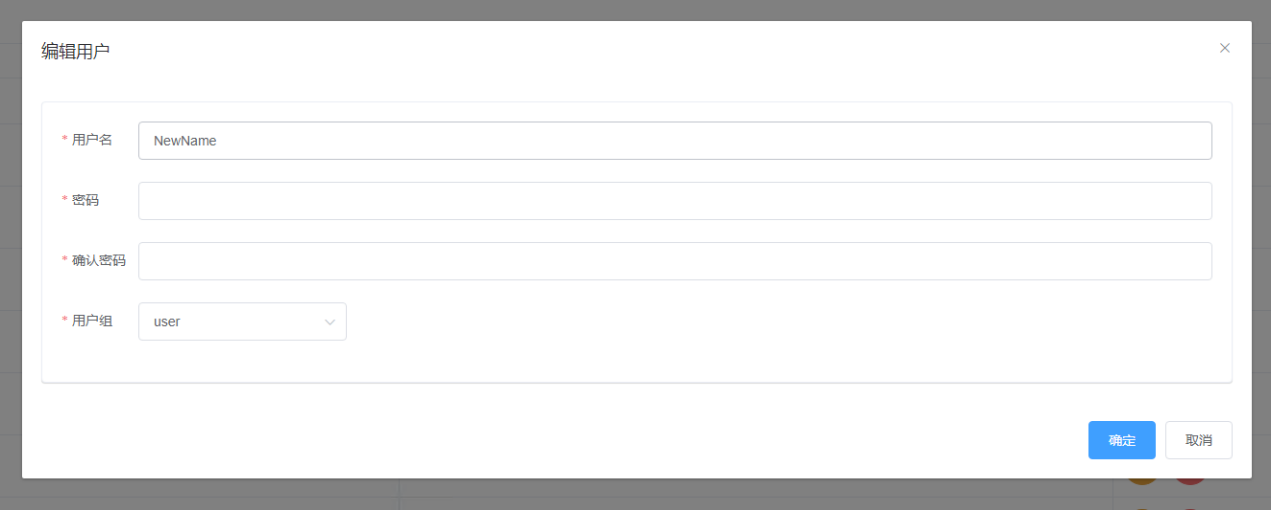 编辑用户
* 用户名 NewName
* 密码
* 确认密码
* 用户组 user
确定 取消